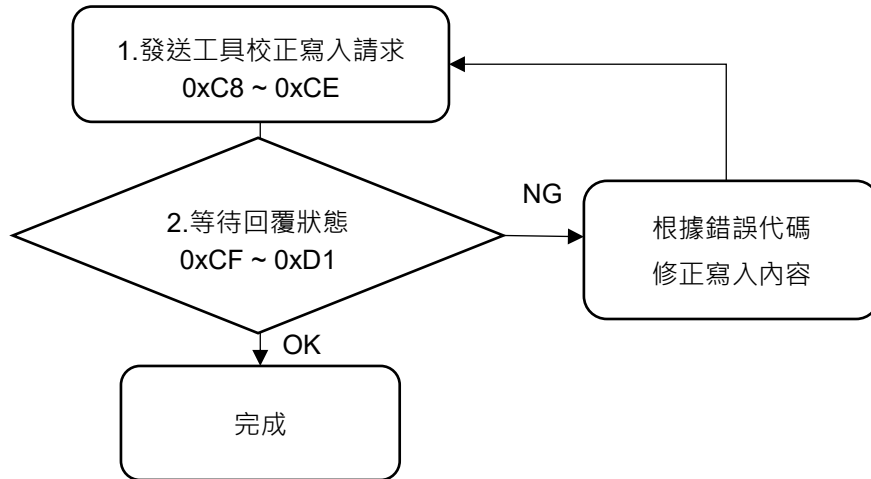 1.發送工具校正寫入請求
0xC8 ~ 0xCE
2.等待回覆狀態
0xCF ~ 0xD1
NG
根據錯誤代碼
修正寫入內容
OK
完成